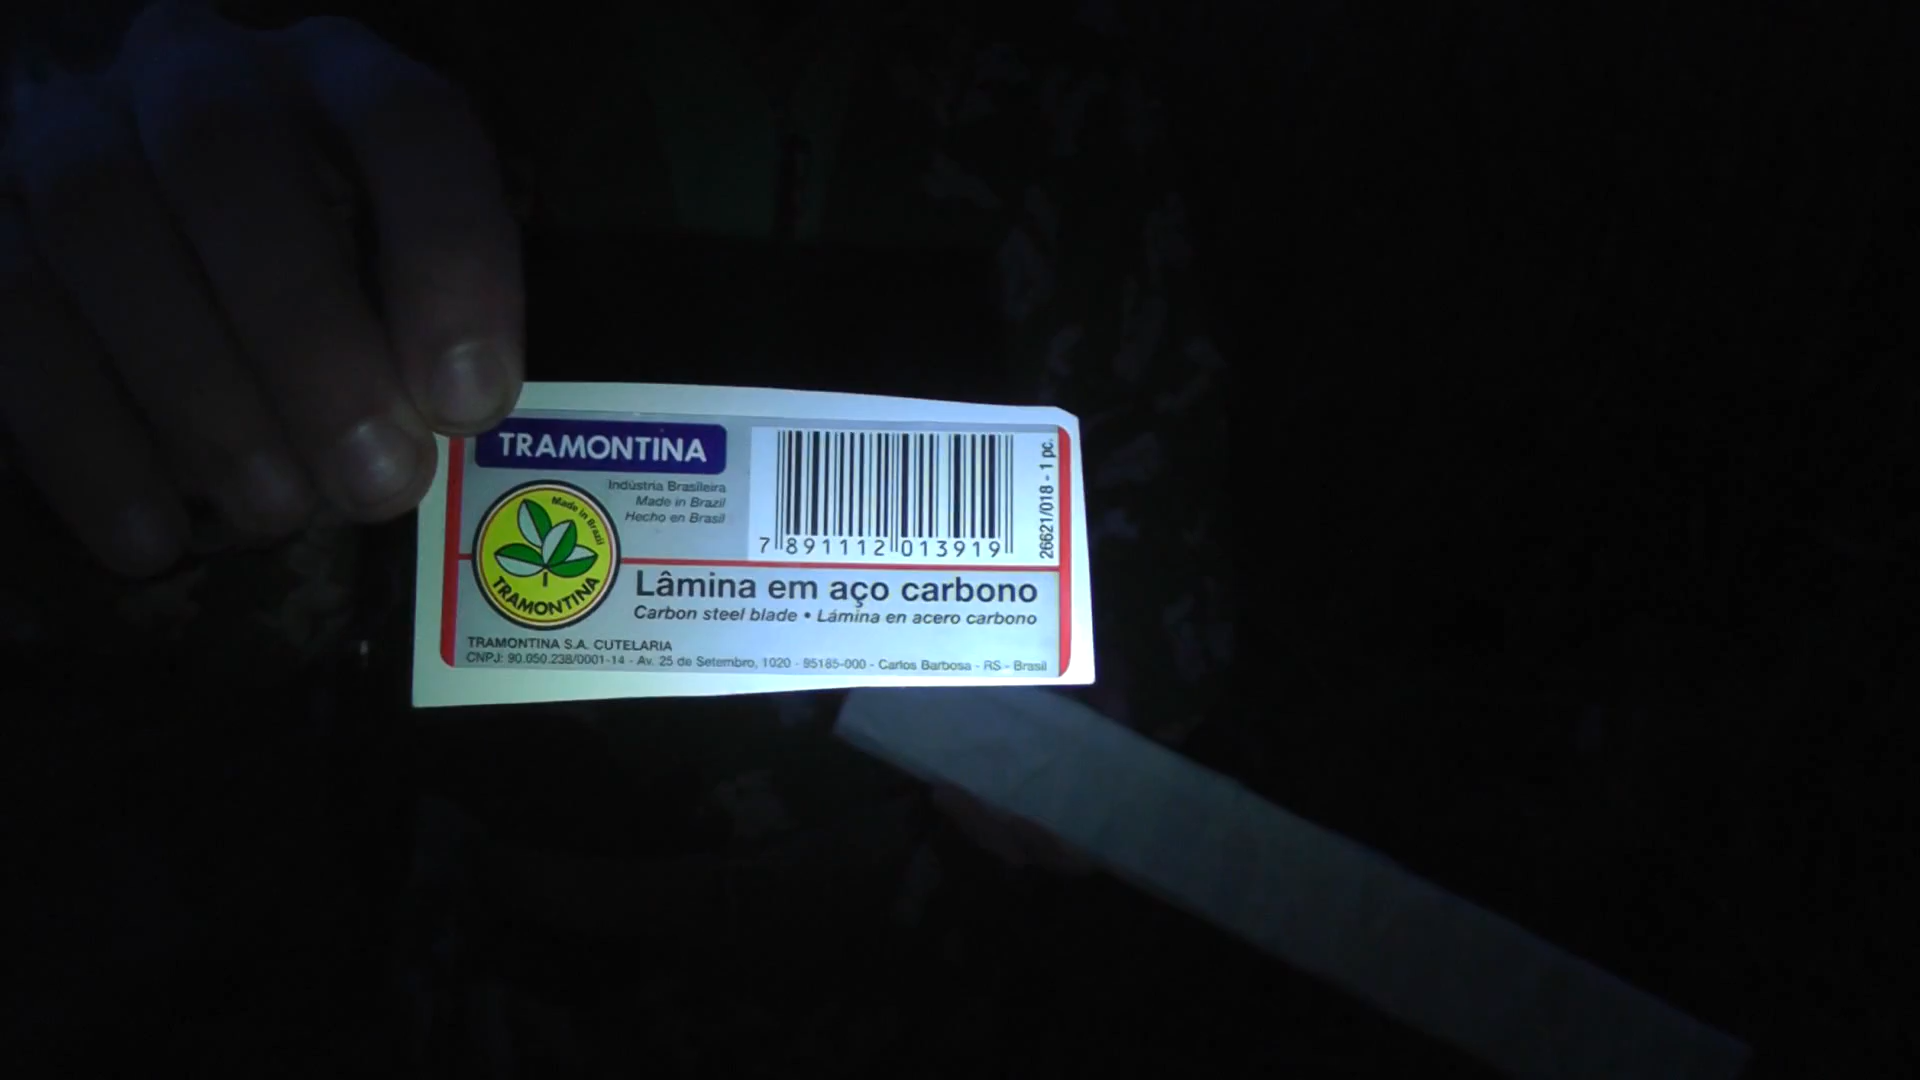 TRAMONTINA
Indústria Brasileira
Made in Brazil
Hecho en Brasil
Made in Brazil
TRAMONTINA
7 891112 013919
26621/018 - 1 pc.
Lâmina em aço carbono
Carbon steel blade • Lámina en acero carbono
TRAMONTINA S.A. CUTELARIA
CNPJ: 90.050.238/0001-14 - Av. 25 de Setembro, 1020 - 95185-000 - Carlos Barbosa - RS - Brasil